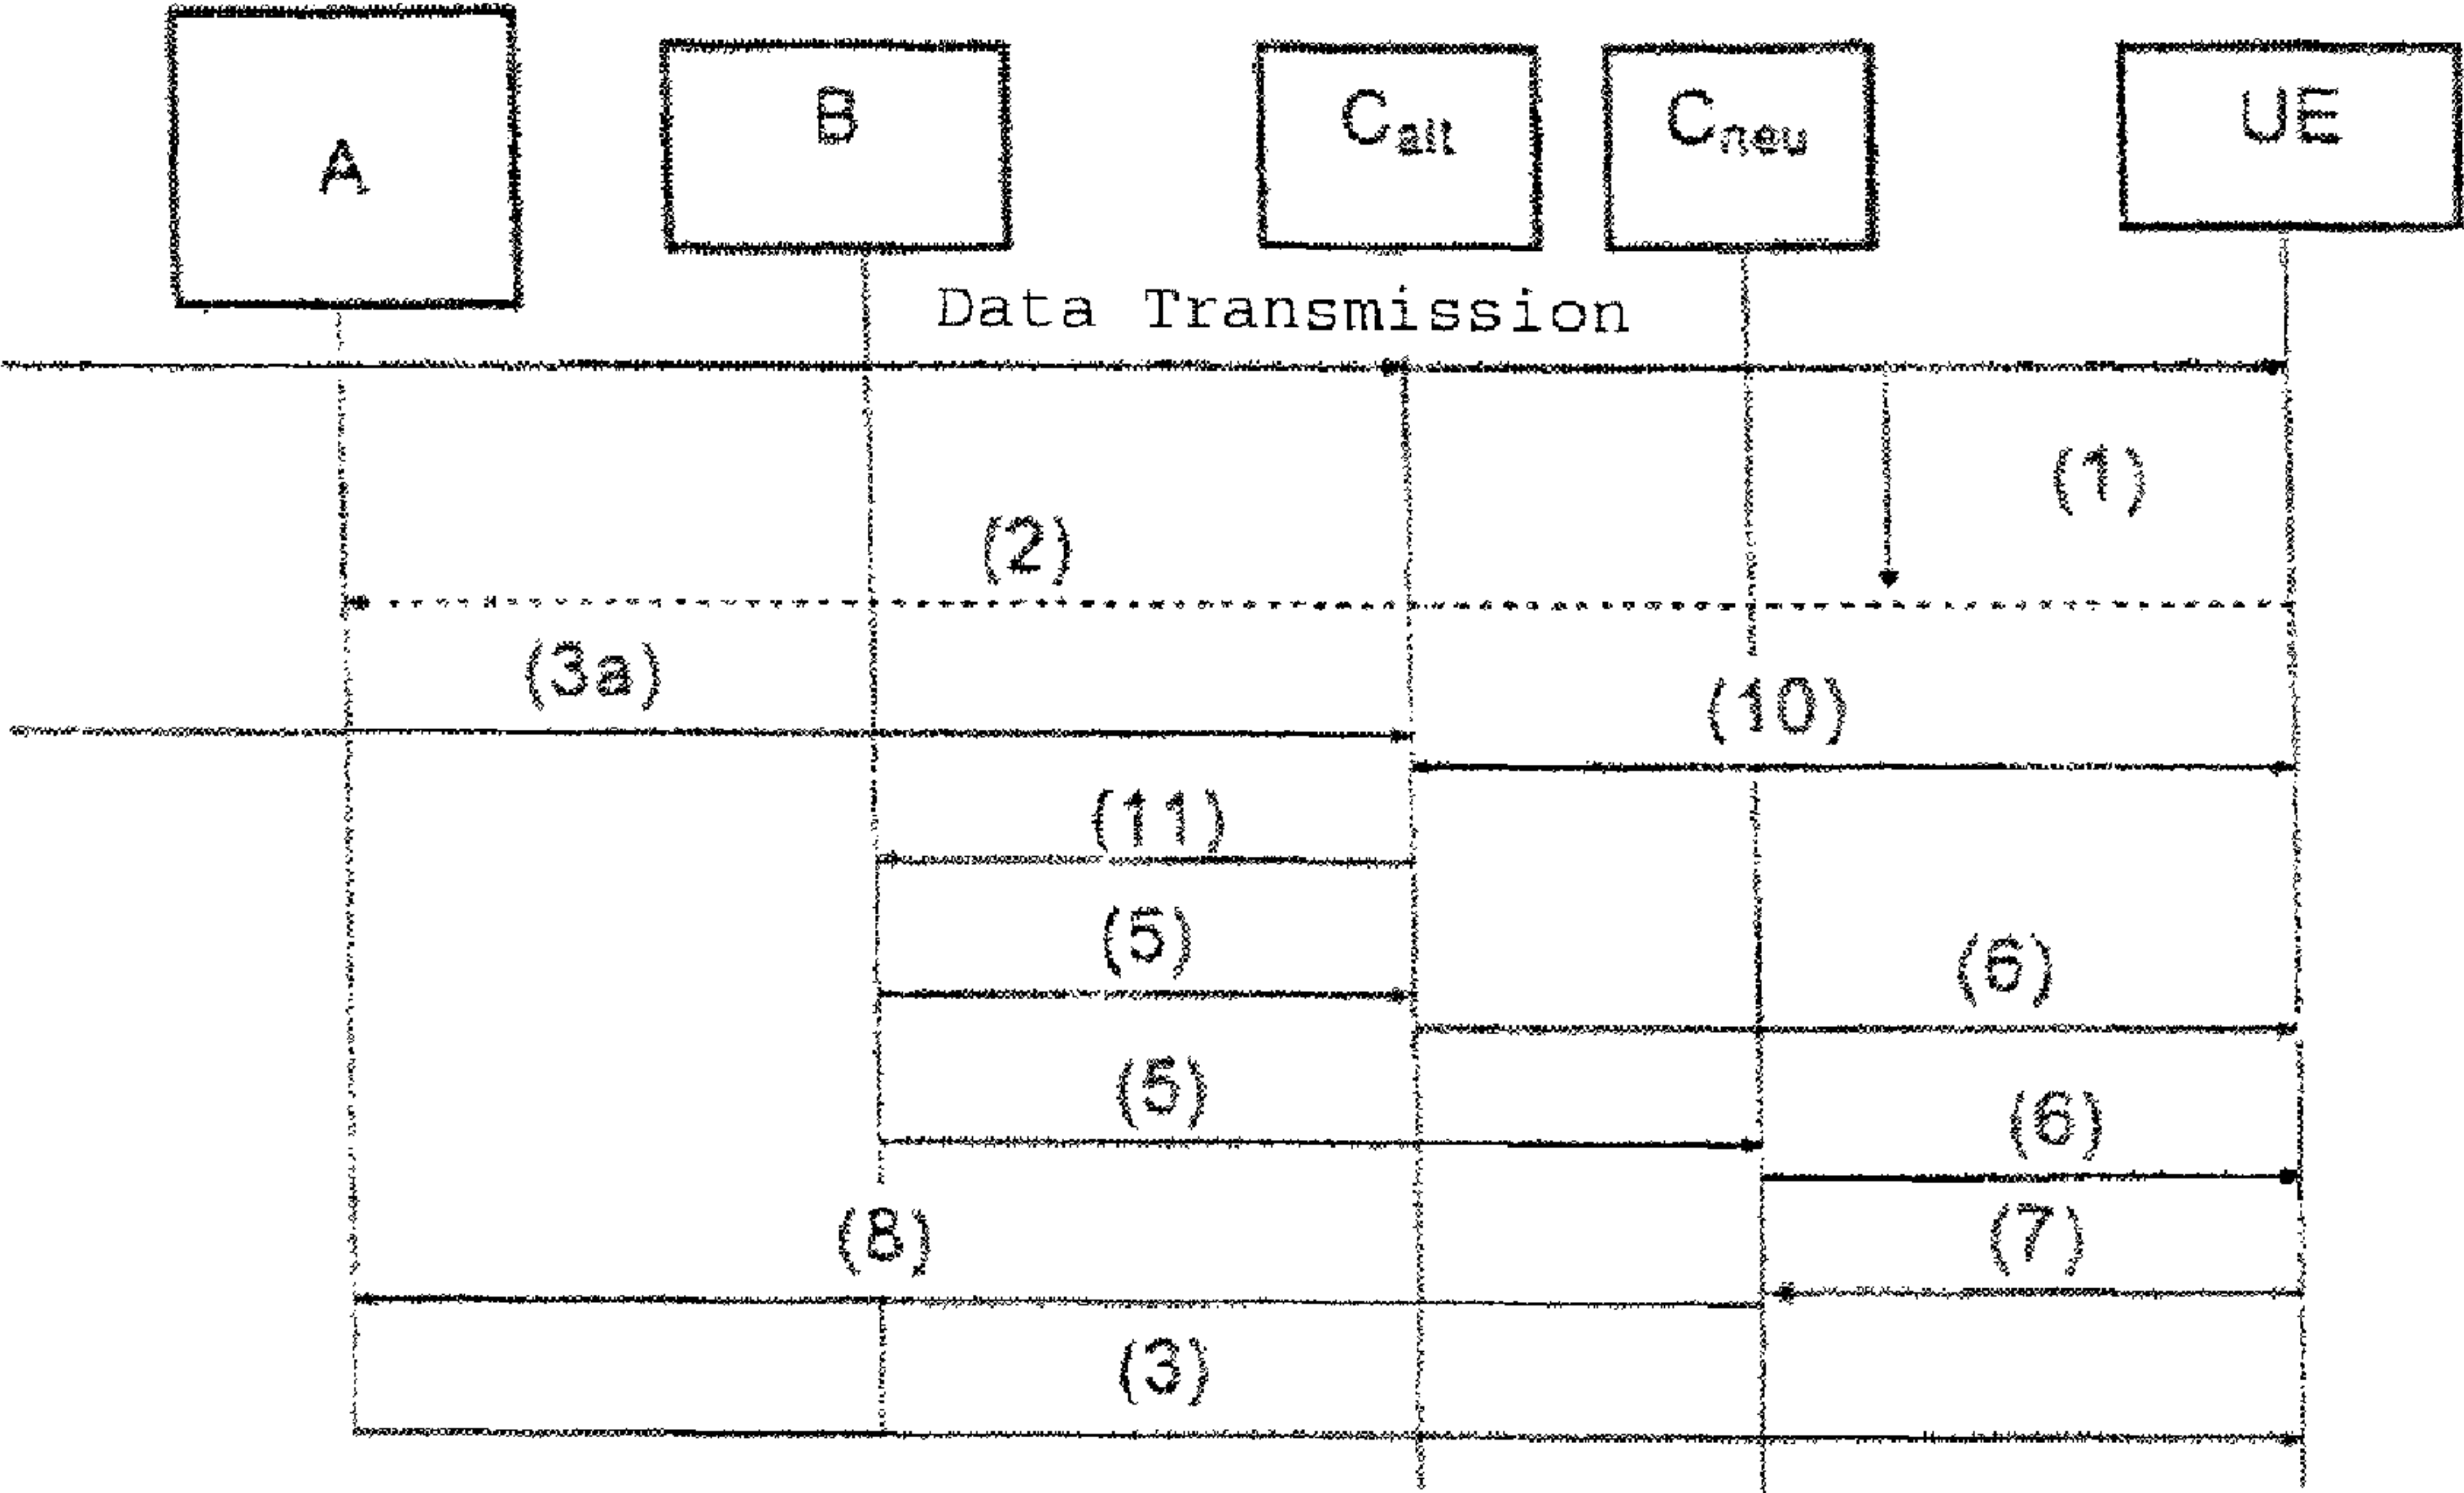 A
B
Calt
Cneu
UE
Data Transmission
(1)
(2)
(3a)
(10)
(11)
(5)
(6)
(5)
(6)
(8)
(7)
(3)